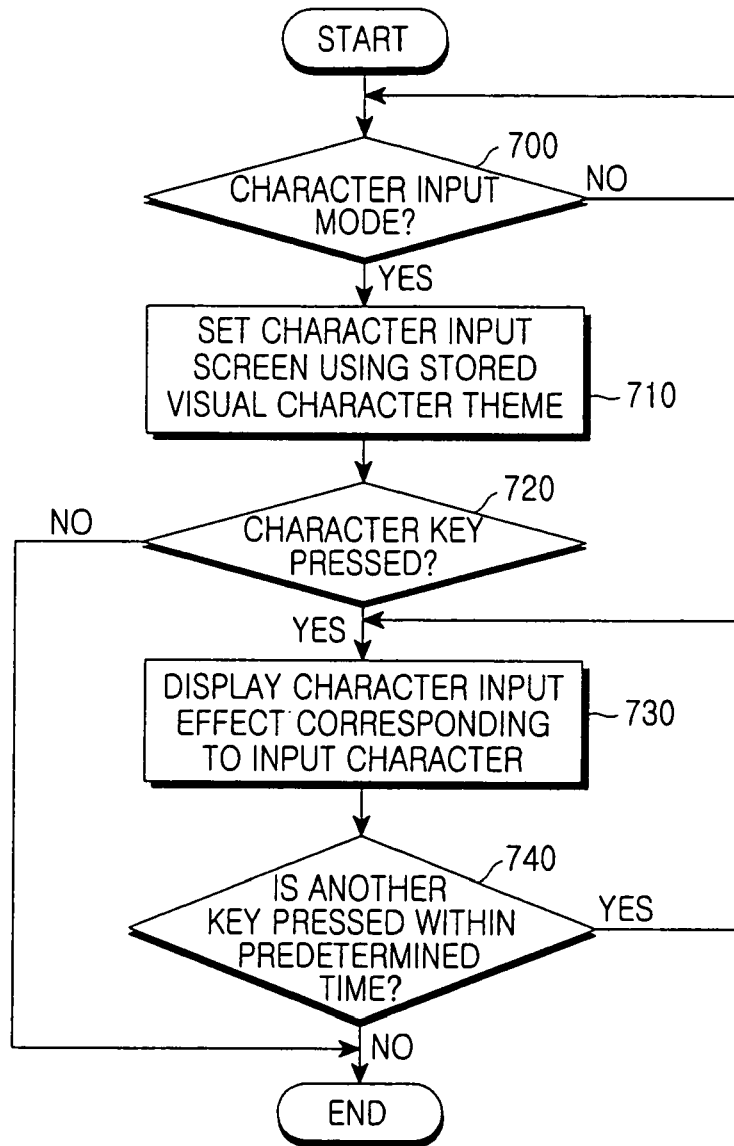 START
700
CHARACTER INPUT
MODE?
NO
YES
SET CHARACTER INPUT
SCREEN USING STORED
VISUAL CHARACTER THEME
710
720
NO
CHARACTER KEY
PRESSED?
YES
DISPLAY CHARACTER INPUT
EFFECT CORRESPONDING
TO INPUT CHARACTER
730
740
IS ANOTHER
KEY PRESSED WITHIN
PREDETERMINED
TIME?
YES
NO
END